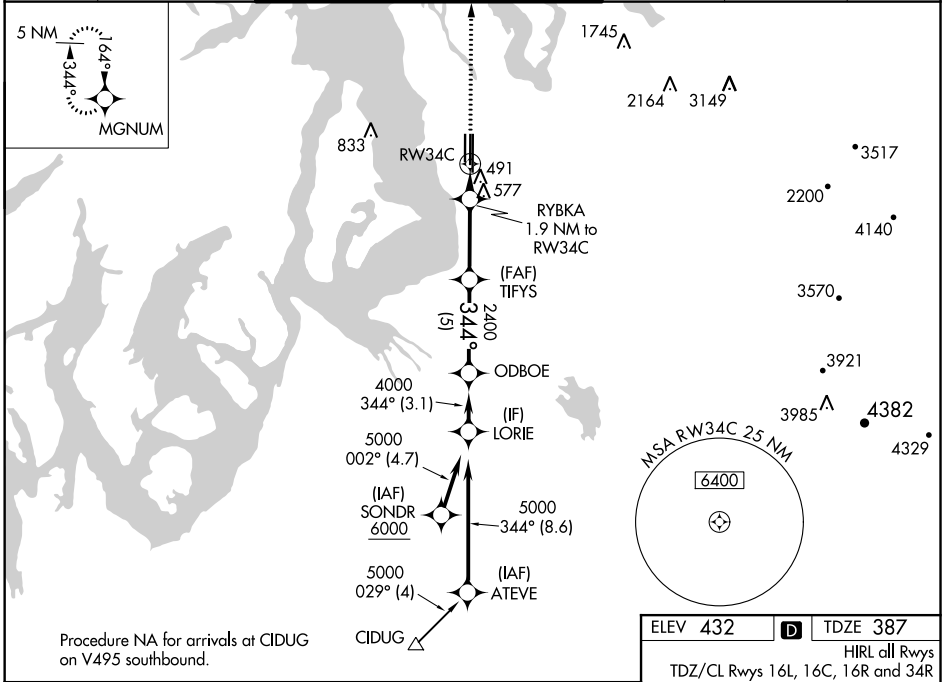 5 NM
164°
344°
MGNUM
1745
2164
3149
833
RW34C
491
577
3517
2200
4140
RYBKA
1.9 NM to
RW34C
(FAF)
TIFYS
3570
2400
344°
(5)
3921
ODBOE
4000
344° (3.1)
3985
4382
4329
(IF)
LORIE
5000
002° (4.7)
MSA RW34C 25 NM
6400
(IAF)
SONDR
6000
5000
344° (8.6)
5000
029° (4)
(IAF)
ATEVE
CIDUG
Procedure NA for arrivals at CIDUG
on V495 southbound.
ELEV 432 D TDZE 387
HIRL all Rwys
TDZ/CL Rwys 16L, 16C, 16R and 34R